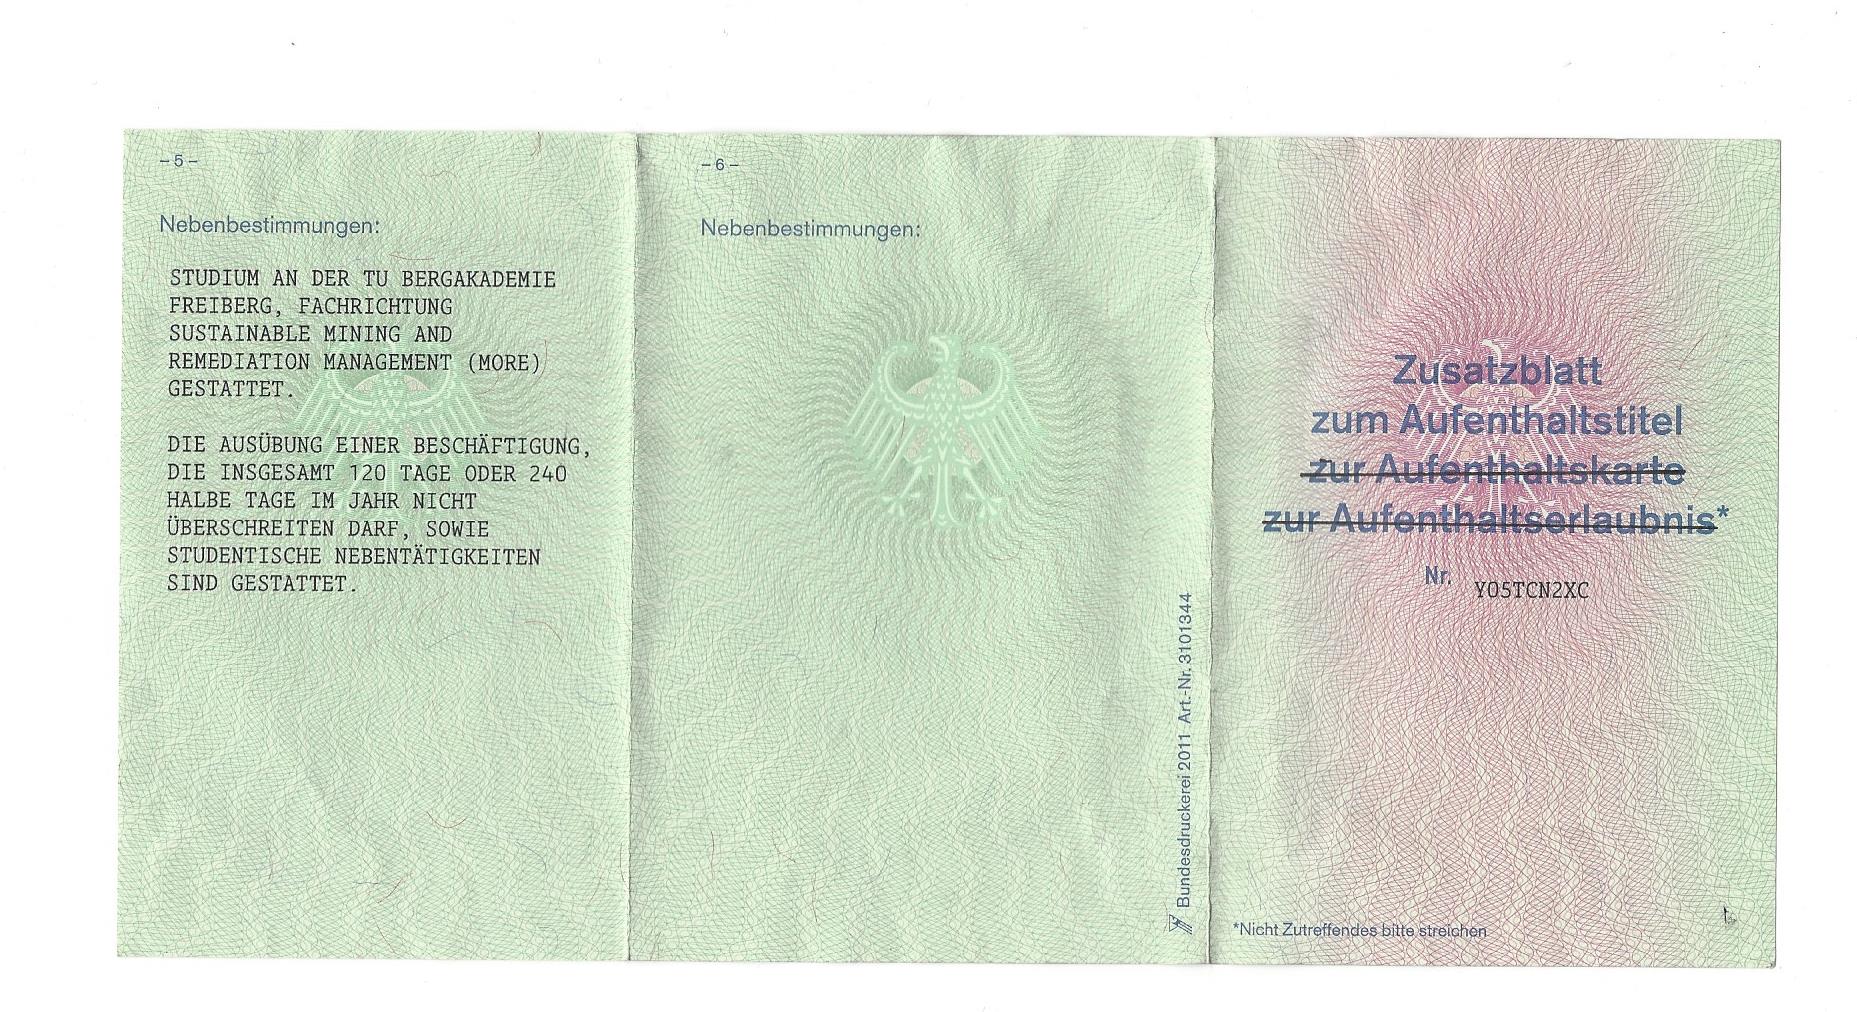 – 5 –
Nebenbestimmungen:
STUDIUM AN DER TU BERGAKADEMIE
FREIBERG, FACHRICHTUNG
SUSTAINABLE MINING AND
REMEDIATION MANAGEMENT (MORE)
GESTATTET.
DIE AUSÜBUNG EINER BESCHÄFTIGUNG,
DIE INSGESAMT 120 TAGE ODER 240
HALBE TAGE IM JAHR NICHT
ÜBERSCHREITEN DARF, SOWIE
STUDENTISCHE NEBENTÄTIGKEITEN
SIND GESTATTET.
– 6 –
Nebenbestimmungen:
Bundesdruckerei 2011 Art.-Nr. 3101344
Zusatzblatt
zum Aufenthaltstitel
zur Aufenthaltskarte
zur Aufenthaltserlaubnis*
Nr. Y05TCN2XC
*Nicht Zutreffendes bitte streichen